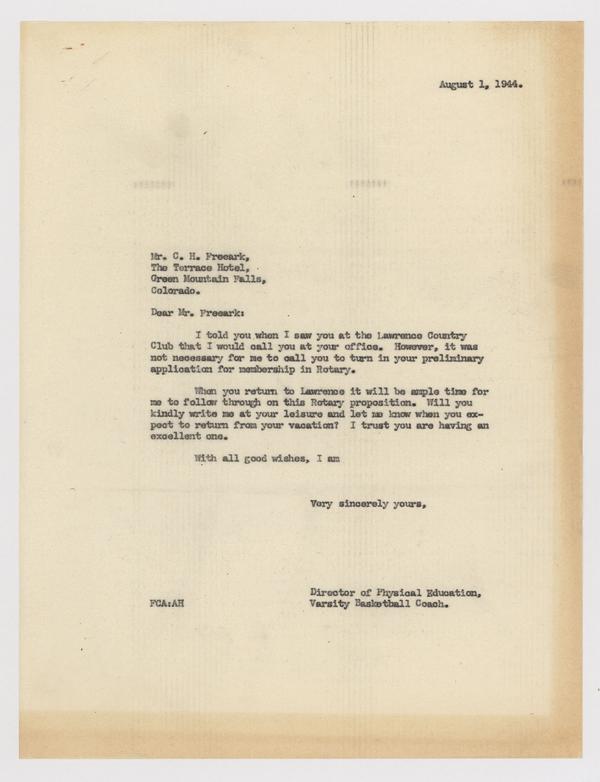 August 1, 1944.
Mr. C. H. Freeark,
The Terrace Hotel,
Green Mountain Falls,
Colorado.
Dear Mr. Freeark:
I told you when I saw you at the Lawrence Country
Club that I would call you at your office. However, it was
not necessary for me to call you to turn in your preliminary
application for membership in Rotary.
When you return to Lawrence it will be ample time for
me to follow through on this Rotary proposition. Will you
kindly write me at your leisure and let me know when you ex-
pect to return from your vacation? I trust you are having an
excellent one.
With all good wishes, I am
Very sincerely yours,
Director of Physical Education,
FCA:AH Varsity Basketball Coach.